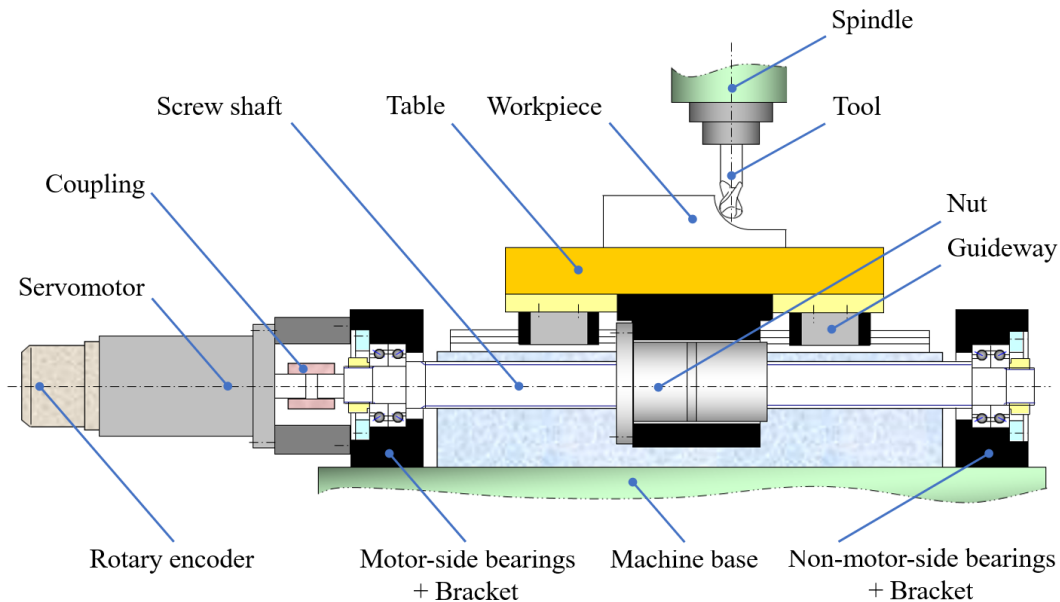 Spindle
Screw shaft
Table
Workpiece
Tool
Coupling
Nut
Guideway
Servomotor
Rotary encoder
Motor-side bearings
+ Bracket
Machine base
Non-motor-side bearings
+ Bracket